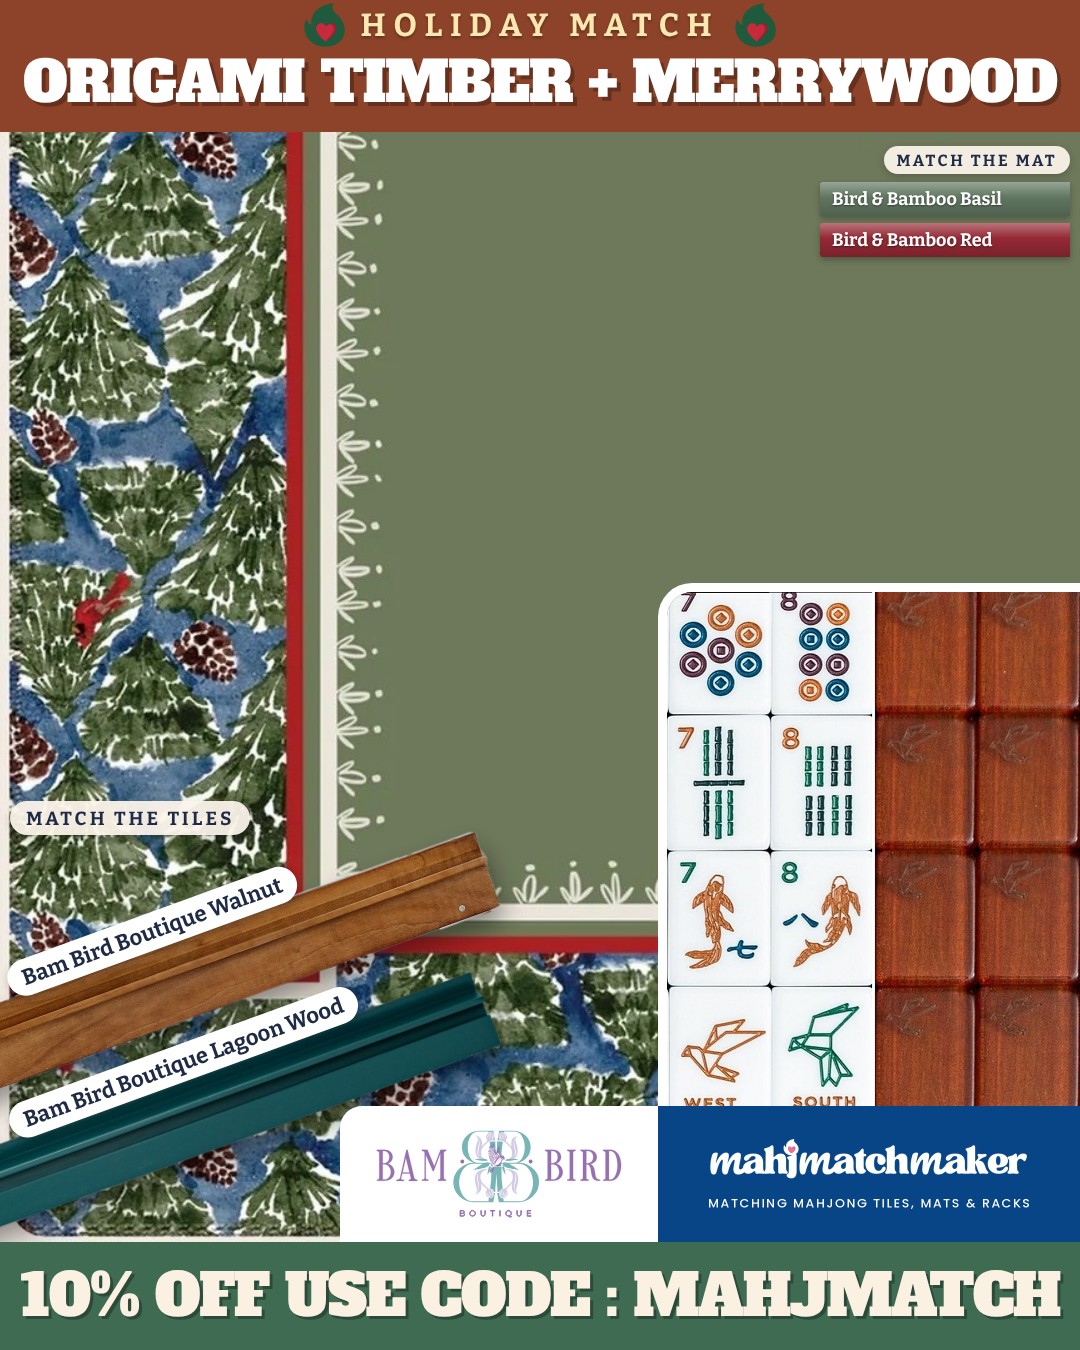 HOLIDAY MATCH
ORIGAMI TIMBER + MERRYWOOD
MATCH THE MAT
Bird & Bamboo Basil
Bird & Bamboo Red
7 8
7 8
7 8
七 八
WEST SOUTH
MATCH THE TILES
Bam Bird Boutique Walnut
Bam Bird Boutique Lagoon Wood
BAM BIRD
BOUTIQUE
mahjmatchmaker
MATCHING MAHJONG TILES, MATS & RACKS
10% OFF USE CODE : MAHJMATCH